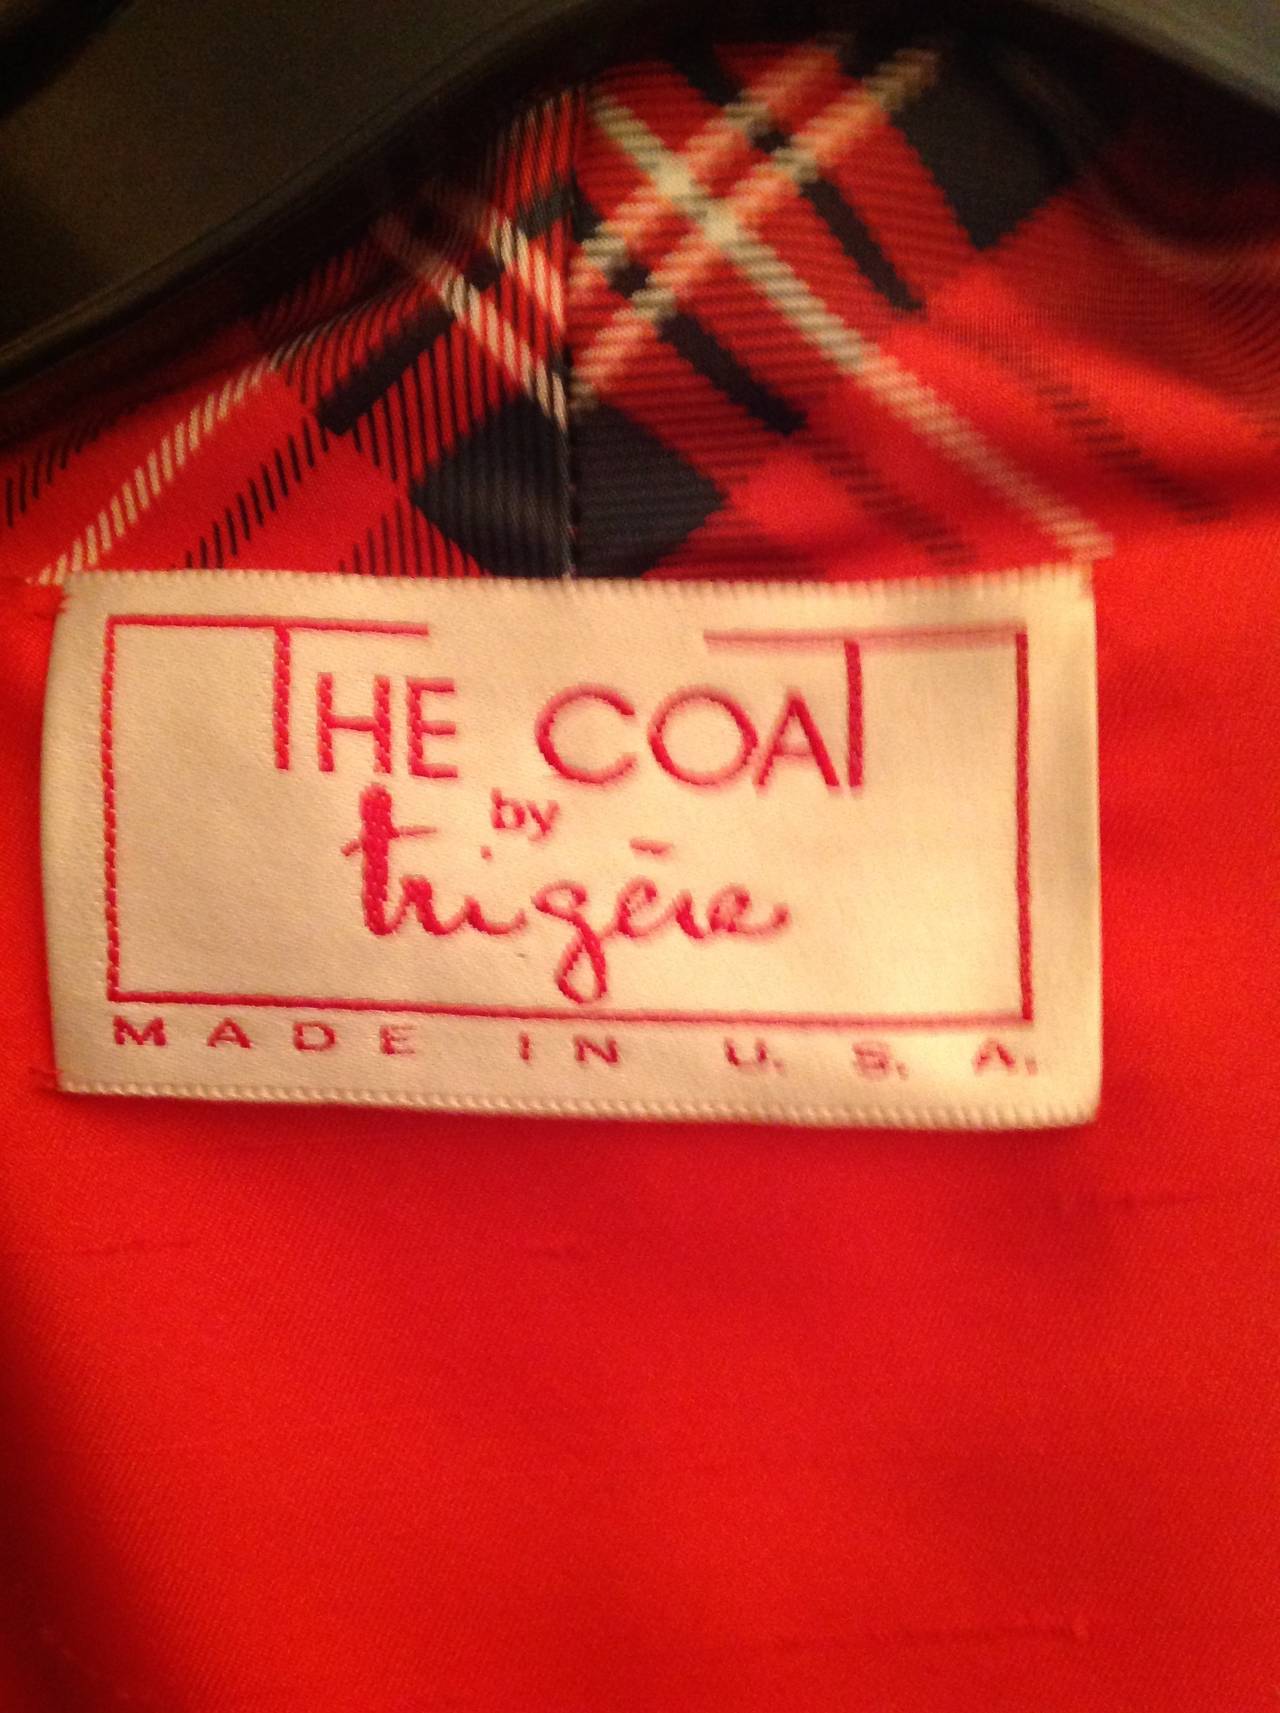 THE COAT
by
trigère
MADE IN U.S.A.